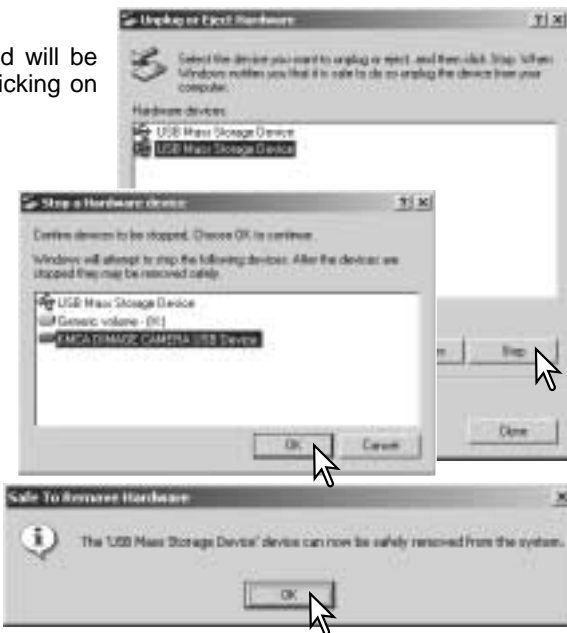 Unplug or Eject Hardware
d will be
icking on
Select the device you want to unplug or eject, and then click Stop. When
Windows notifies you that it is safe to do so unplug the device from your
computer.
Hardware devices:
USB Mass Storage Device
USB Mass Storage Device
Stop a Hardware device
Confirm devices to be stopped, Choose OK to continue.
Windows will attempt to stop the following devices. After the devices are
stopped they may be removed safely.
USB Mass Storage Device
Generic volume - (K:)
DIMAGE CAMERA USB Device
Stop
Close
OK Cancel
Safe To Remove Hardware
The 'USB Mass Storage Device' device can now be safely removed from the system.
OK